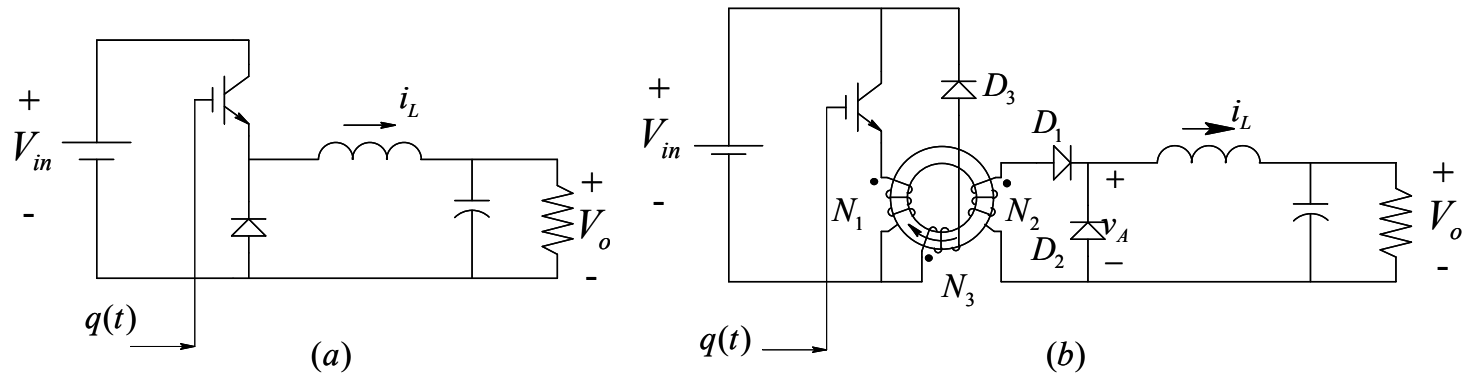 +
V_in
-
i_L
+
V_o
-
q(t)
(a)
+
V_in
-
D_3
D_1
i_L
N_1
N_2
+
v_A
−
D_2
N_3
+
V_o
-
q(t)
(b)